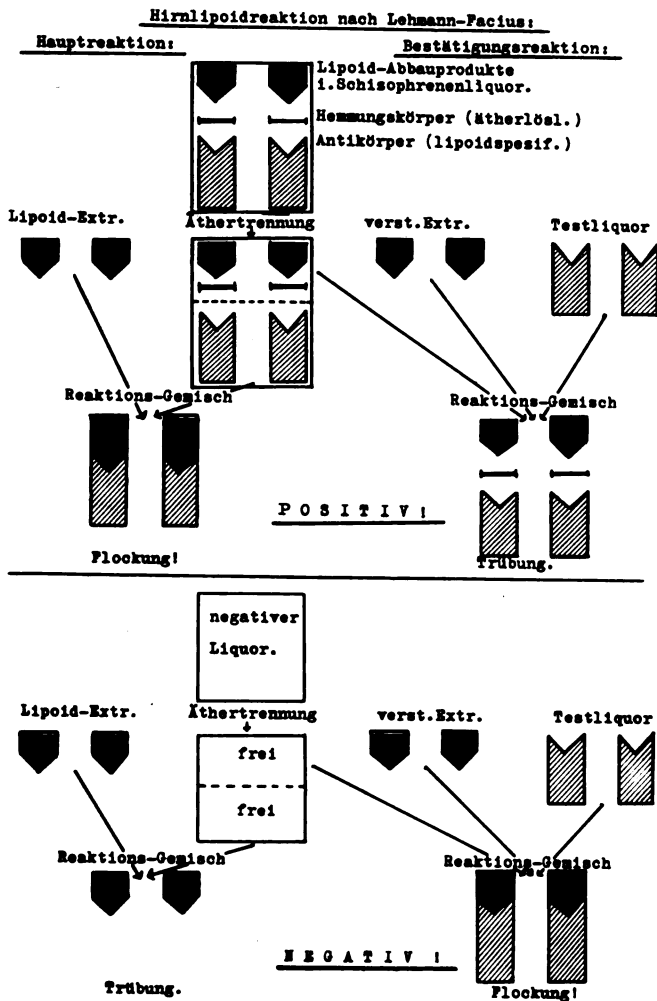 Hirnlipoidreaktion nach Lehmann-Facius:
Hauptreaktion:
Bestätigungsreaktion:
Lipoid-Abbauprodukte
i.Schisophrenenliquor.
Hemmungskörper (ätherlösl.)
Antikörper (lipoidspesif.)
Lipoid-Extr.
Äthertrennung
verst.Extr.
Testliquor
Reaktions-Gemisch
Reaktions-Gemisch
POSITIV!
Flockung!
Trübung.
negativer
Liquor.
Lipoid-Extr.
Äthertrennung
verst.Extr.
Testliquor
frei
frei
Reaktions-Gemisch
Reaktions-Gemisch
NEGATIV!
Trübung.
Flockung!